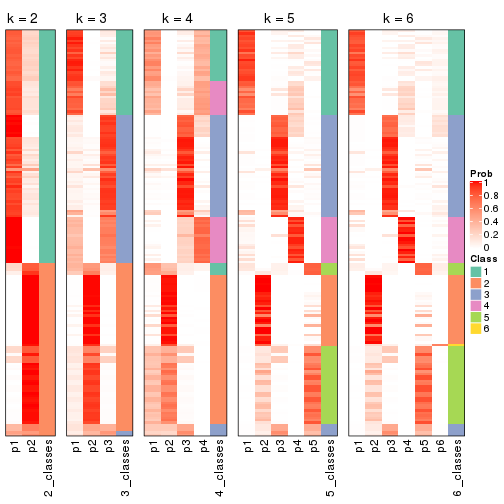 k = 2
k = 3
k = 4
k = 5
k = 6
p1
p2
2_classes
p1
p2
p3
3_classes
p1
p2
p3
p4
4_classes
p1
p2
p3
p4
p5
5_classes
p1
p2
p3
p4
p5
p6
6_classes
Prob
1
0.8
0.6
0.4
0.2
0
Class
1
2
3
4
5
6